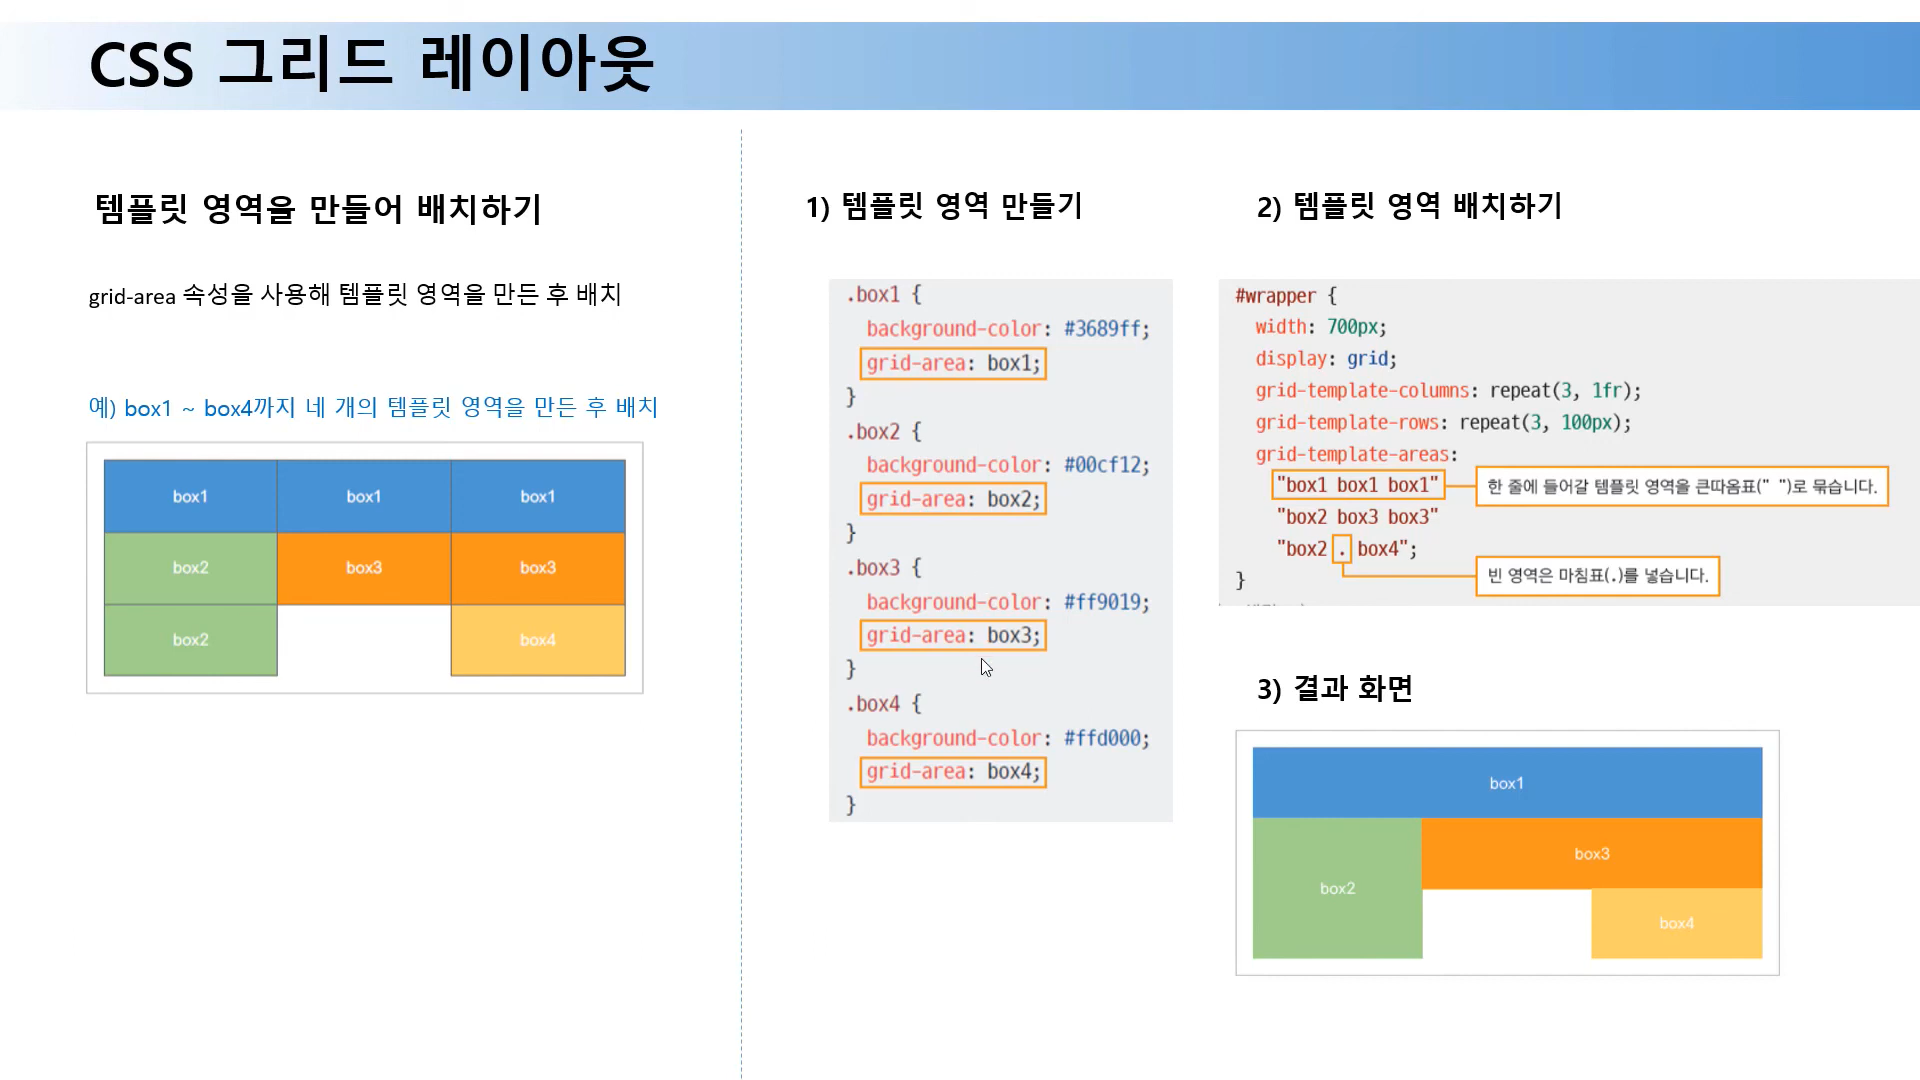 CSS 그리드 레이아웃
템플릿 영역을 만들어 배치하기
grid-area 속성을 사용해 템플릿 영역을 만든 후 배치
예) box1 ~ box4까지 네 개의 템플릿 영역을 만든 후 배치
box1 box1 box1
box2 box3 box3
box2 box4
1) 템플릿 영역 만들기
.box1 {
background-color: #3689ff;
grid-area: box1;
}
.box2 {
background-color: #00cf12;
grid-area: box2;
}
.box3 {
background-color: #ff9019;
grid-area: box3;
}
.box4 {
background-color: #ffd000;
grid-area: box4;
}
2) 템플릿 영역 배치하기
#wrapper {
width: 700px;
display: grid;
grid-template-columns: repeat(3, 1fr);
grid-template-rows: repeat(3, 100px);
grid-template-areas:
"box1 box1 box1" 한 줄에 들어갈 템플릿 영역을 큰따옴표(" ")로 묶습니다.
"box2 box3 box3"
"box2 . box4";
빈 영역은 마침표(.)를 넣습니다.
}
3) 결과 화면
box1
box3
box2
box4